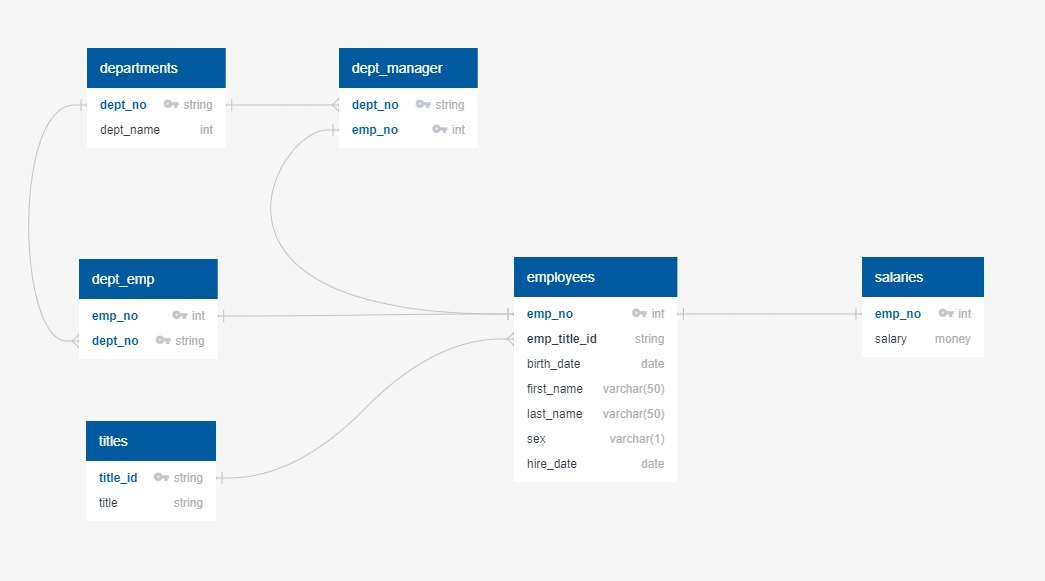 departments
dept_no string
dept_name int
dept_manager
dept_no string
emp_no int
dept_emp
emp_no int
dept_no string
employees
emp_no int
emp_title_id string
birth_date date
first_name varchar(50)
last_name varchar(50)
sex varchar(1)
hire_date date
salaries
emp_no int
salary money
titles
title_id string
title string